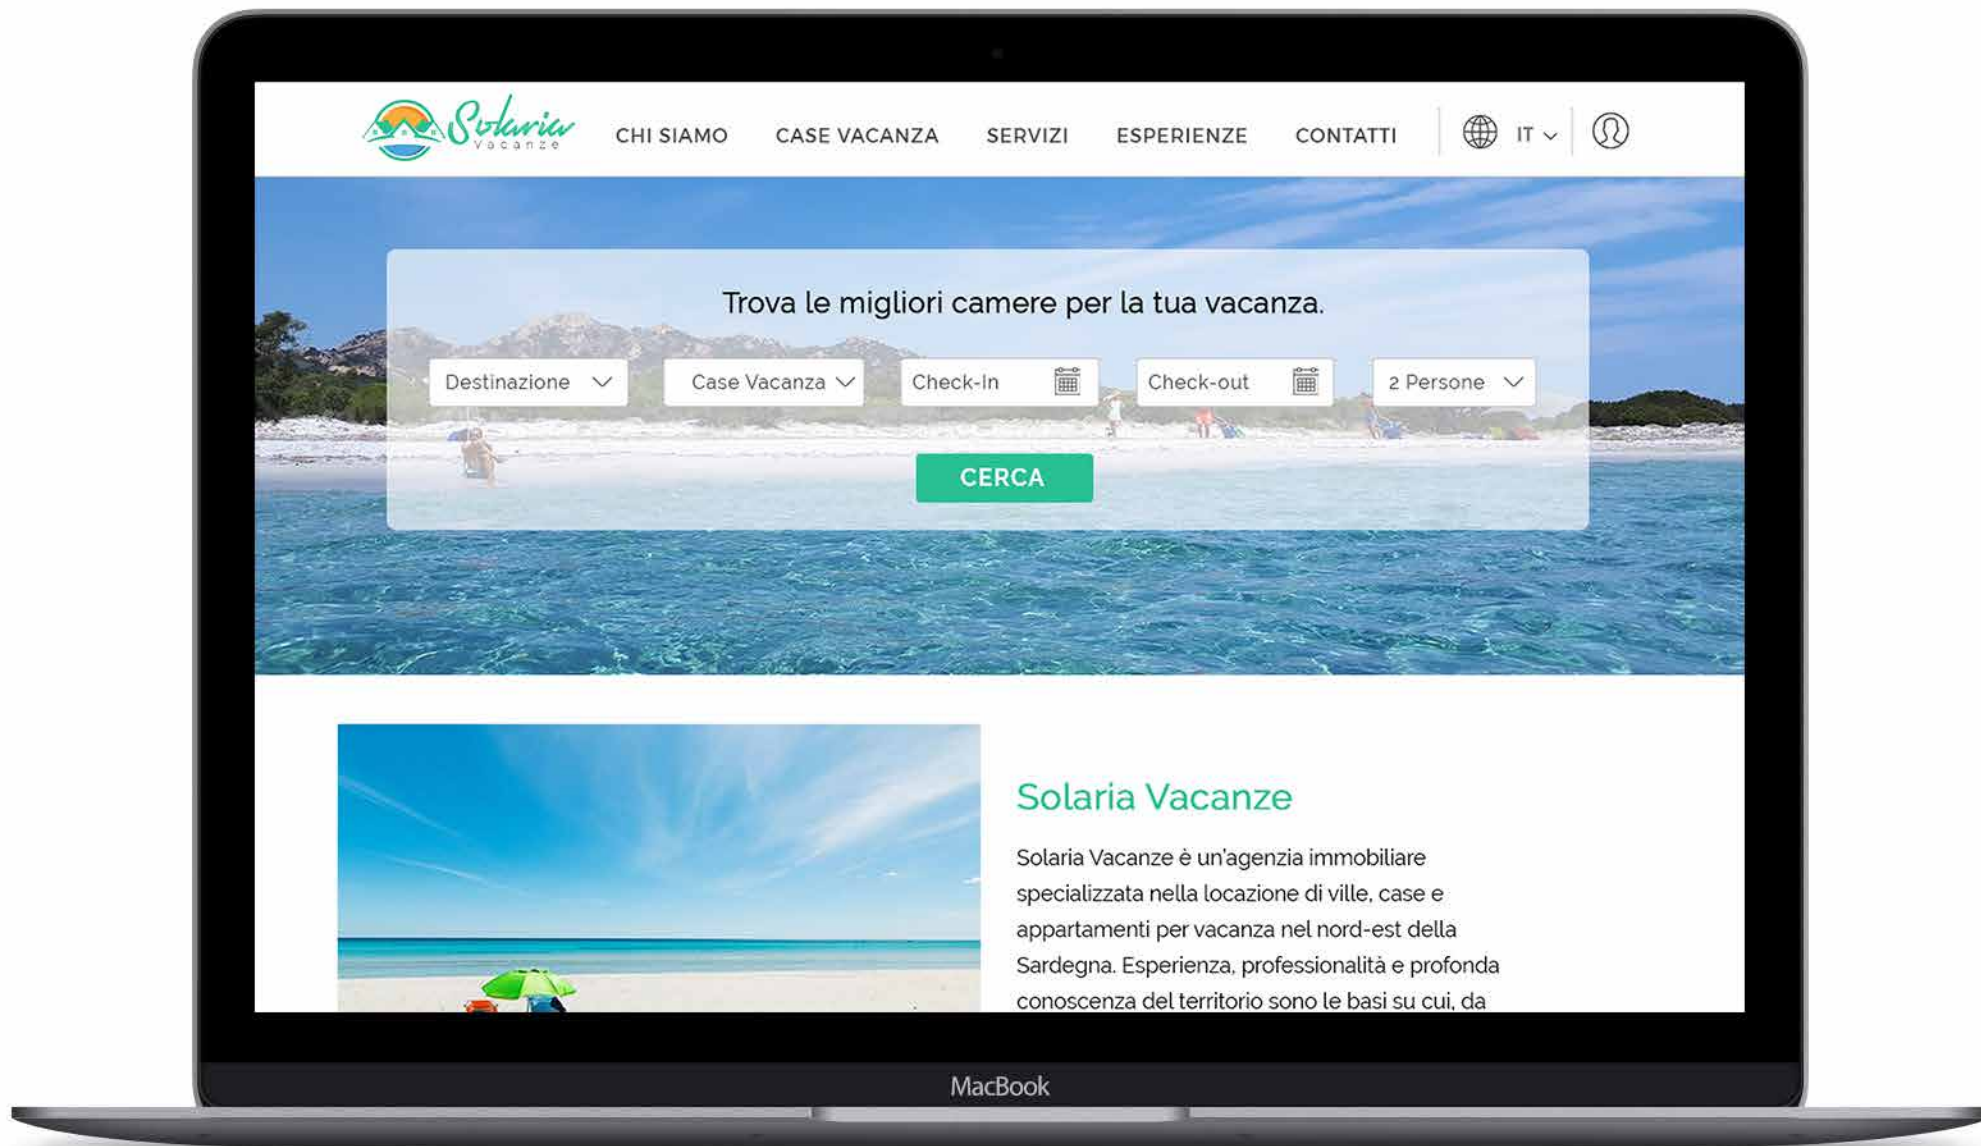 Solaria
Vacanze
CHI SIAMO CASE VACANZA SERVIZI ESPERIENZE CONTATTI IT
Trova le migliori camere per la tua vacanza.
Destinazione Case Vacanza Check-In Check-out 2 Persone
CERCA
Solaria Vacanze
Solaria Vacanze è un'agenzia immobiliare
specializzata nella locazione di ville, case e
appartamenti per vacanza nel nord-est della
Sardegna. Esperienza, professionalità e profonda
conoscenza del territorio sono le basi su cui, da
MacBook